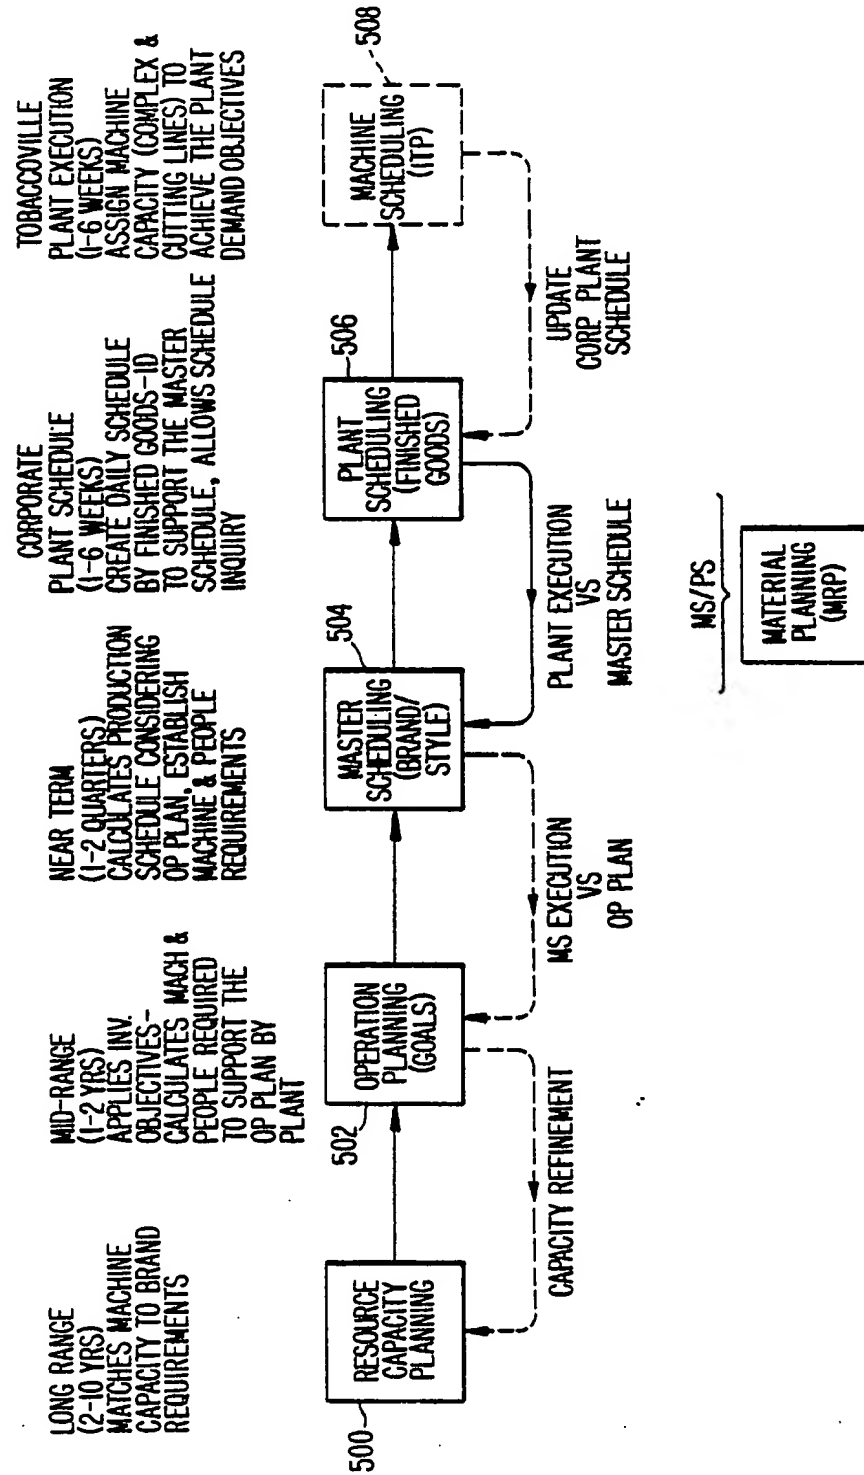 LONG RANGE
(2-10 YRS)
MATCHES MACHINE
CAPACITY TO BRAND
REQUIREMENTS
MID-RANGE
(1-2 YRS)
APPLIES INV.
OBJECTIVES-
CALCULATES MACH &
PEOPLE REQUIRED
TO SUPPORT THE
OP PLAN BY
PLANT
NEAR TERM
(1-2 QUARTERS)
CALCULATES PRODUCTION
SCHEDULE CONSIDERING
OP PLAN, ESTABLISH
MACHINE & PEOPLE
REQUIREMENTS
CORPORATE
PLANT SCHEDULE
(1-6 WEEKS)
CREATE DAILY SCHEDULE
BY FINISHED GOODS-ID
TO SUPPORT THE MASTER
SCHEDULE, ALLOWS SCHEDULE
INQUIRY
TOBACCOVILLE
PLANT EXECUTION
(1-6 WEEKS)
ASSIGN MACHINE
CAPACITY (COMPLEX &
CUTTING LINES) TO
ACHIEVE THE PLANT
DEMAND OBJECTIVES
500
RESOURCE
CAPACITY
PLANNING
502
OPERATION
PLANNING
(GOALS)
504
MASTER
SCHEDULING
(BRAND/
STYLE)
506
PLANT
SCHEDULING
(FINISHED
GOODS)
508
MACHINE
SCHEDULING
(ITP)
CAPACITY REFINEMENT
MS EXECUTION
VS
OP PLAN
PLANT EXECUTION
VS
MASTER SCHEDULE
UPDATE
CORP PLANT
SCHEDULE
MS/PS
MATERIAL
PLANNING
(MRP)